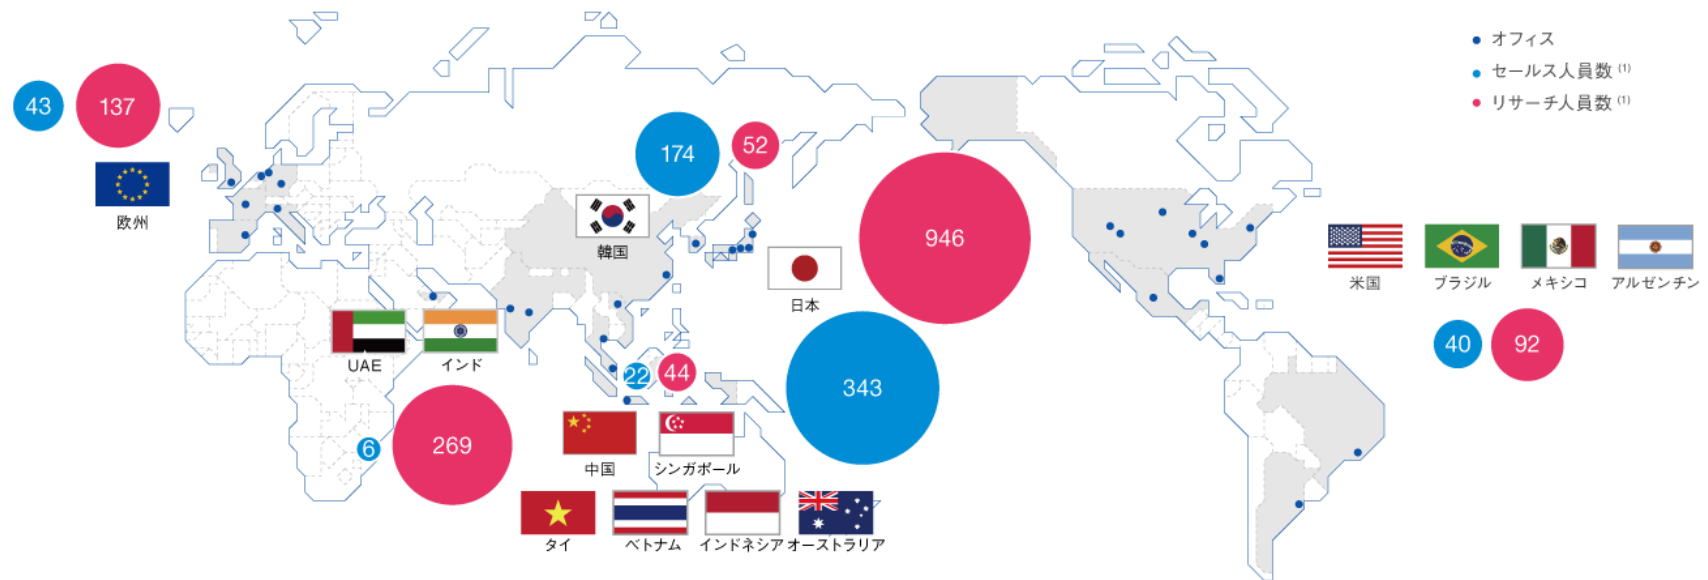 オフィス
セールス人員数 (1)
リサーチ人員数 (1)
43
137
欧州
174
52
韓国
946
日本
343
米国
ブラジル
メキシコ
アルゼンチン
40
92
UAE
インド
6
269
22
44
中国
シンガポール
タイ
ベトナム
インドネシア
オーストラリア